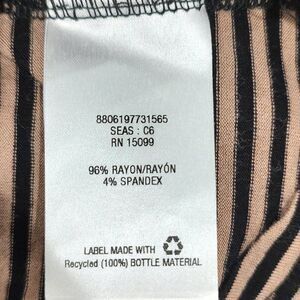 8806197731565
SEAS : C6
RN 15099
96% RAYON/RAYÓN
4% SPANDEX
LABEL MADE WITH
Recycled (100%) BOTTLE MATERIAL